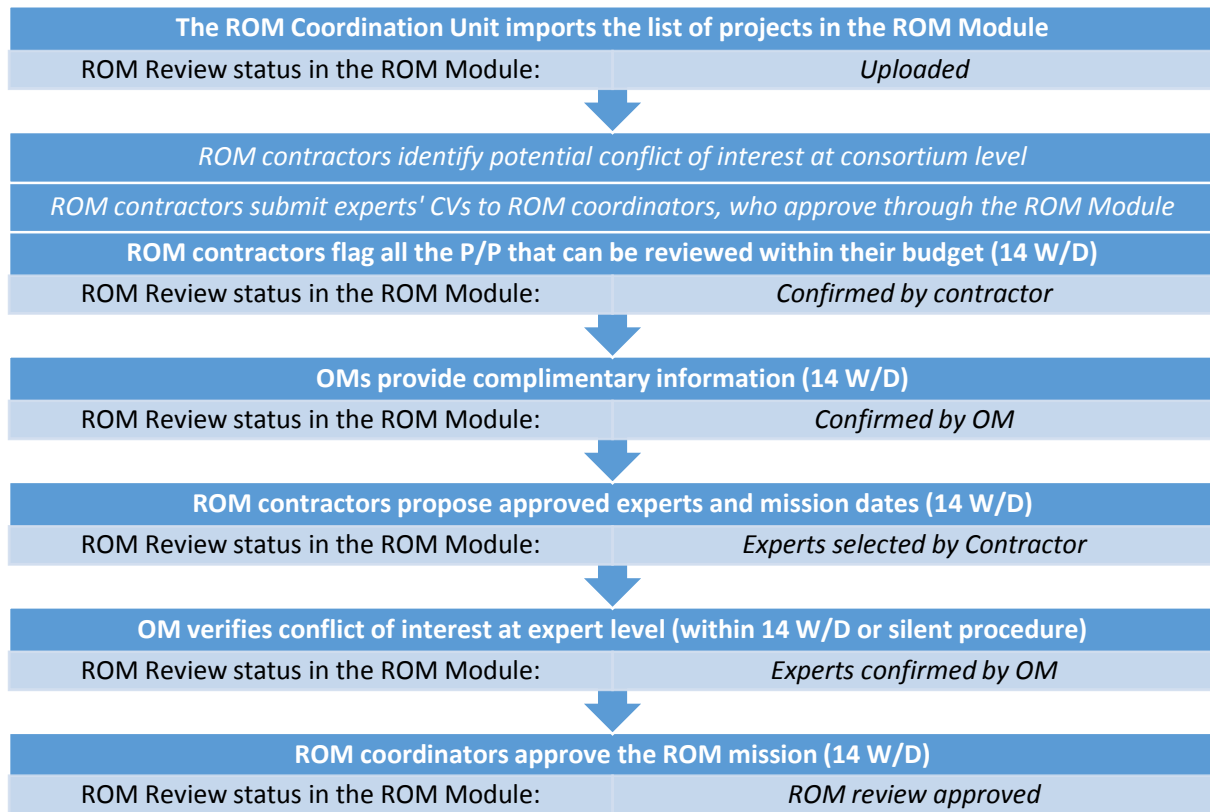 The ROM Coordination Unit imports the list of projects in the ROM Module
ROM Review status in the ROM Module: Uploaded
ROM contractors identify potential conflict of interest at consortium level
ROM contractors submit experts' CVs to ROM coordinators, who approve through the ROM Module
ROM contractors flag all the P/P that can be reviewed within their budget (14 W/D)
ROM Review status in the ROM Module: Confirmed by contractor
OMs provide complimentary information (14 W/D)
ROM Review status in the ROM Module: Confirmed by OM
ROM contractors propose approved experts and mission dates (14 W/D)
ROM Review status in the ROM Module: Experts selected by Contractor
OM verifies conflict of interest at expert level (within 14 W/D or silent procedure)
ROM Review status in the ROM Module: Experts confirmed by OM
ROM coordinators approve the ROM mission (14 W/D)
ROM Review status in the ROM Module: ROM review approved